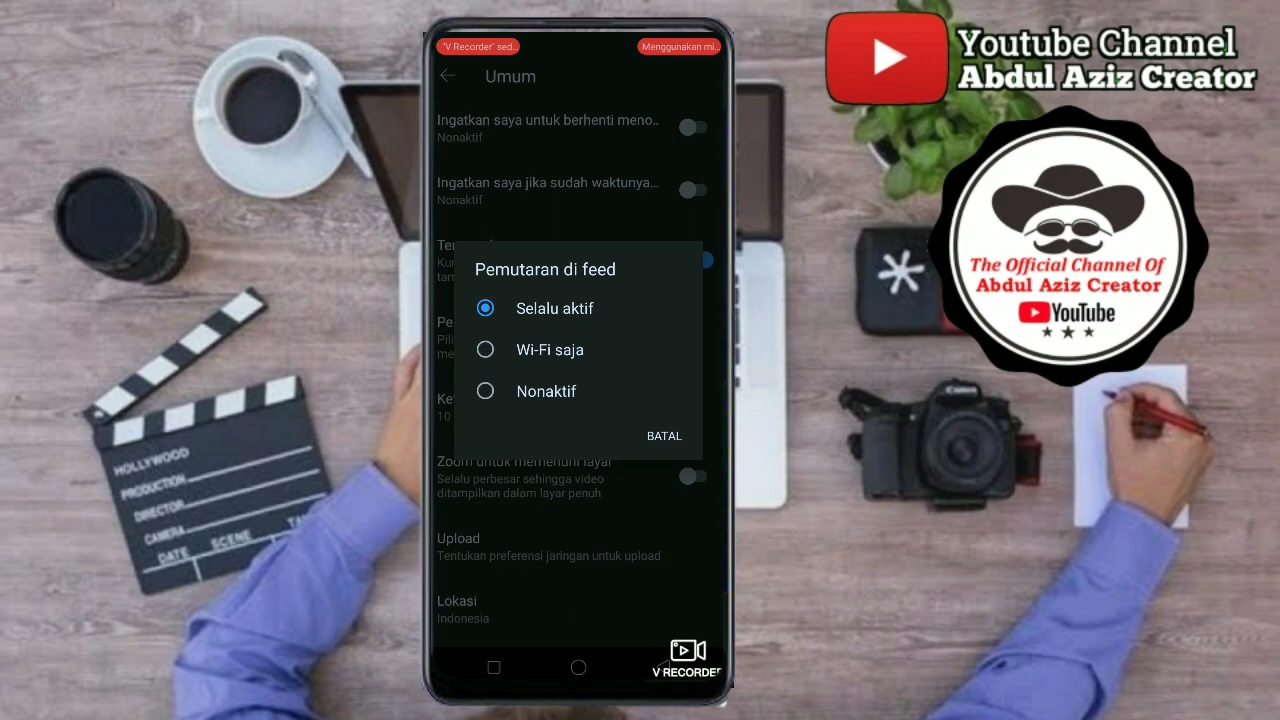 Youtube Channel
Abdul Aziz Creator
"V Recorder" sed...
Menggunakan mi...
Umum
Ingatkan saya untuk berhenti meno..
Nonaktif
Ingatkan saya jika sudah waktunya...
Nonaktif
Pemutaran di feed
Selalu aktif
Wi-Fi saja
Nonaktif
BATAL
10
Zoom untuk memenuhi layar
Selalu perbesar sehingga video
ditampilkan dalam layar penuh
Upload
Tentukan preferensi jaringan untuk upload
Lokasi
Indonesia
V RECORDER
The Official Channel Of
Abdul Aziz Creator
YouTube
HOLLYWOOD
PRODUCTION
DIRECTOR
CAMERA
DATE SCENE
Canon